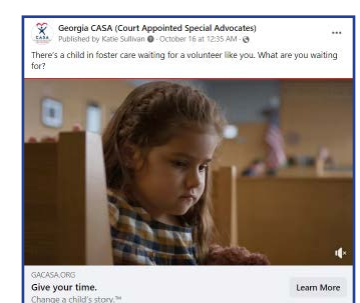 Georgia CASA (Court Appointed Special Advocates)
Published by Katie Sullivan · October 16 at 12:35 AM ·
There's a child in foster care waiting for a volunteer like you. What are you waiting
for?
CASA
GACASA.ORG
Give your time.
Learn More
Change a child's story.™